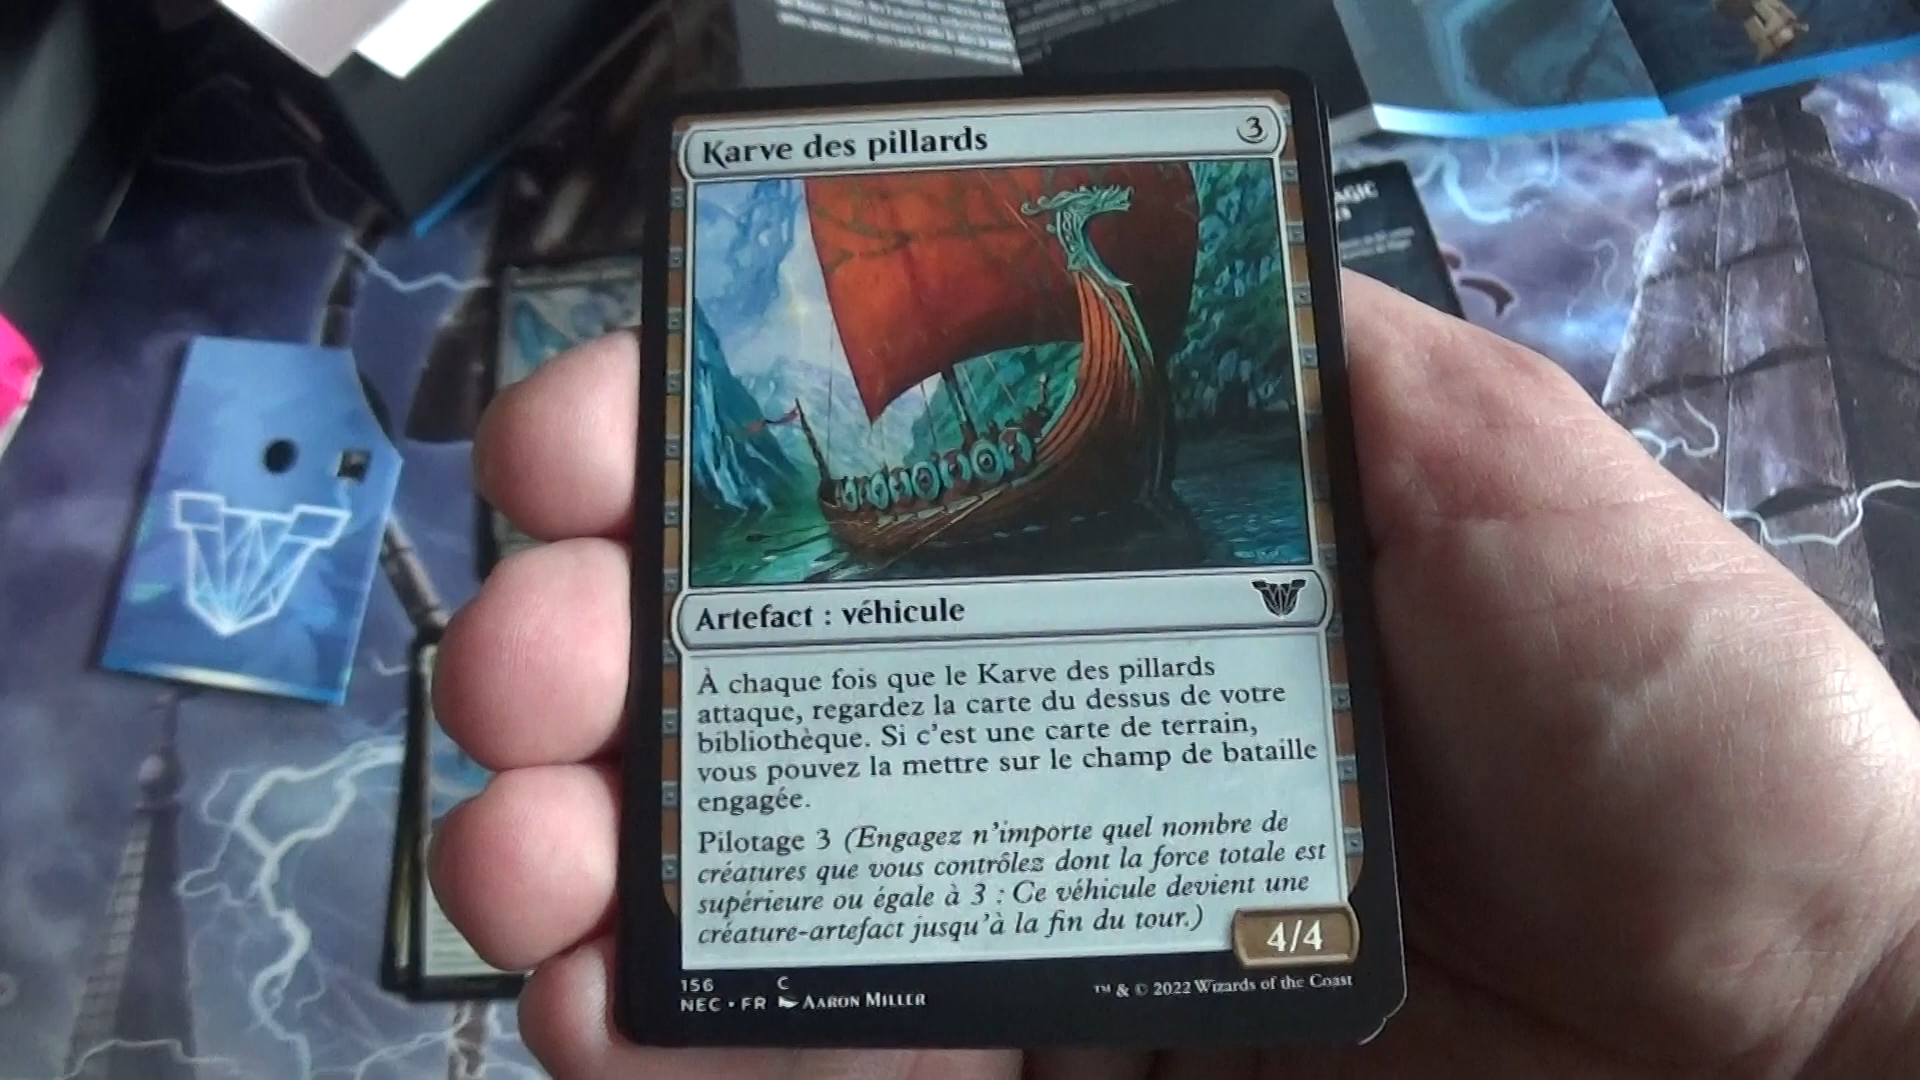 Karve des pillards
3
Artefact : véhicule
À chaque fois que le Karve des pillards
attaque, regardez la carte du dessus de votre
bibliothèque. Si c'est une carte de terrain,
vous pouvez la mettre sur le champ de bataille
engagée.
Pilotage 3 (Engagez n'importe quel nombre de
créatures que vous contrôlez dont la force totale est
supérieure ou égale à 3 : Ce véhicule devient une
créature-artefact jusqu'à la fin du tour.)
4/4
156 C
NEC • FR Aaron Miller
™ & © 2022 Wizards of the Coast